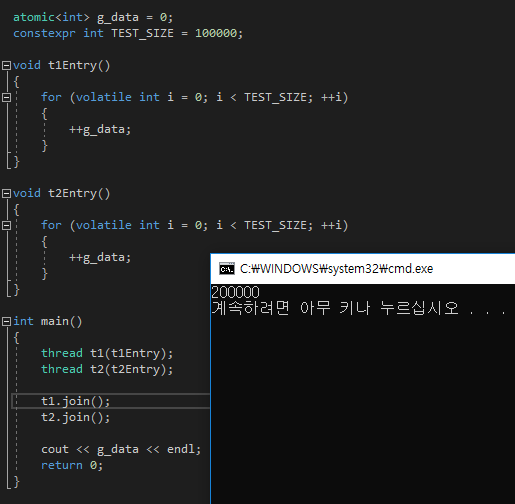 atomic<int> g_data = 0;
constexpr int TEST_SIZE = 100000;
void t1Entry()
{
for (volatile int i = 0; i < TEST_SIZE; ++i)
{
++g_data;
}
}
void t2Entry()
{
for (volatile int i = 0; i < TEST_SIZE; ++i)
{
++g_data;
}
}
int main()
{
thread t1(t1Entry);
thread t2(t2Entry);
t1.join();
t2.join();
cout << g_data << endl;
return 0;
}
C:₩WINDOWS₩system32₩cmd.exe
200000
계속하려면 아무 키나 누르십시오 . . .